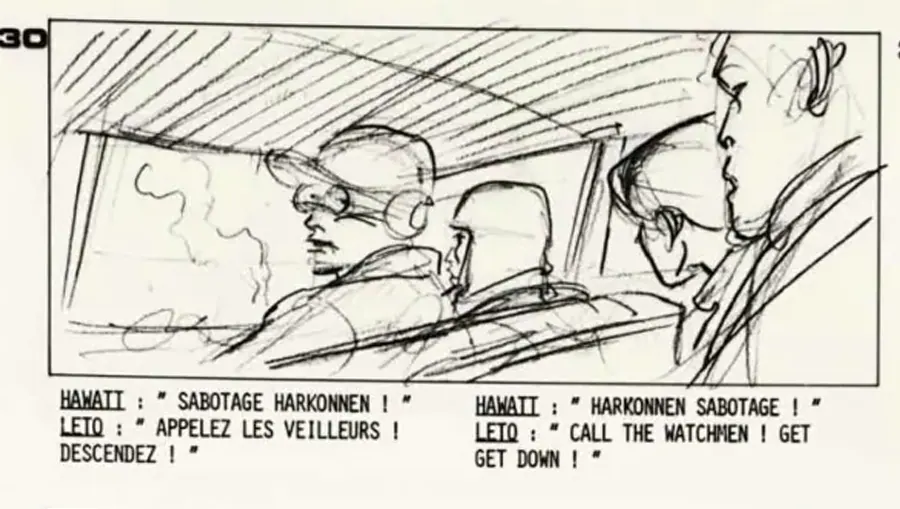 30
HAWATT : " SABOTAGE HARKONNEN ! "
LETO : " APPELEZ LES VEILLEURS !
DESCENDEZ ! "
HAWATT : " HARKONNEN SABOTAGE ! "
LETO : " CALL THE WATCHMEN ! GET
GET DOWN ! "